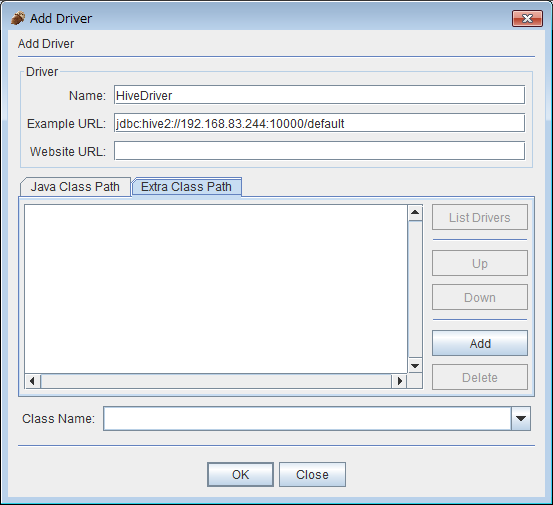 Add Driver
Add Driver
Driver
Name: HiveDriver
Example URL: jdbc:hive2://192.168.83.244:10000/default
Website URL:
Java Class Path Extra Class Path
List Drivers
Up
Down
Add
Delete
Class Name:
OK Close